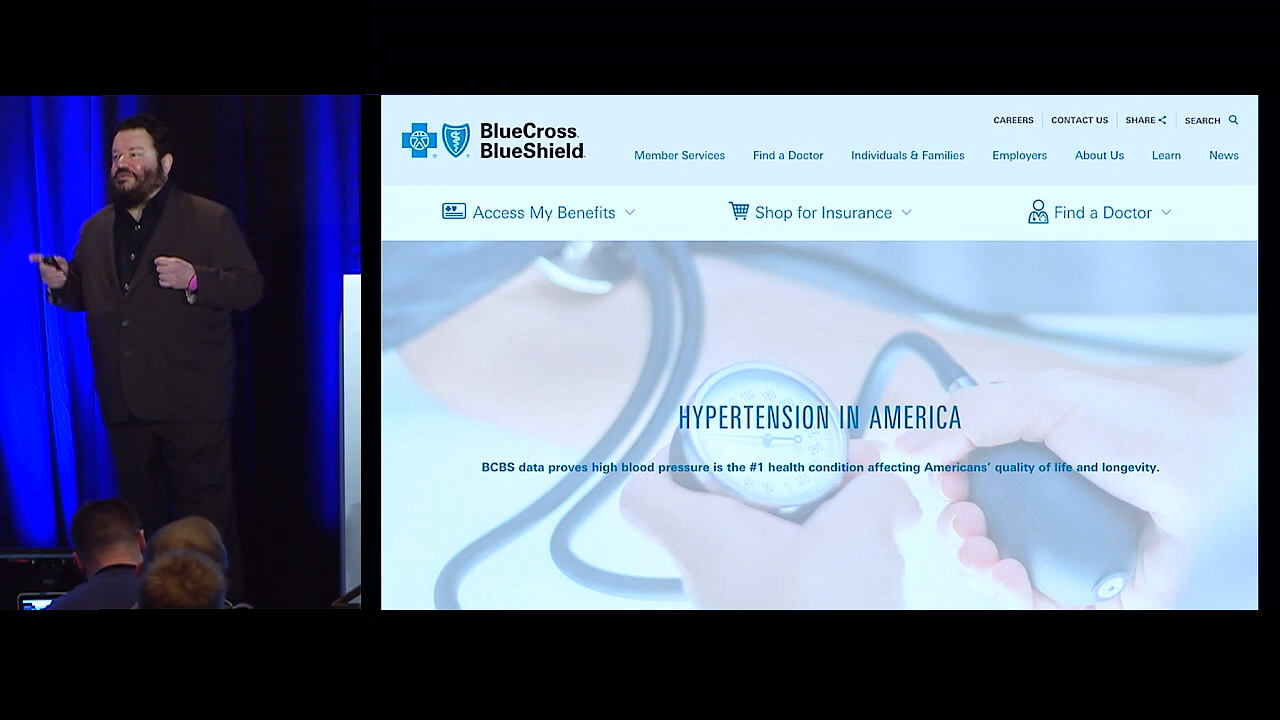 BlueCross
BlueShield
CAREERS
CONTACT US
SHARE
SEARCH
Member Services
Find a Doctor
Individuals & Families
Employers
About Us
Learn
News
Access My Benefits
Shop for Insurance
Find a Doctor
HYPERTENSION IN AMERICA
BCBS data proves high blood pressure is the #1 health condition affecting Americans' quality of life and longevity.